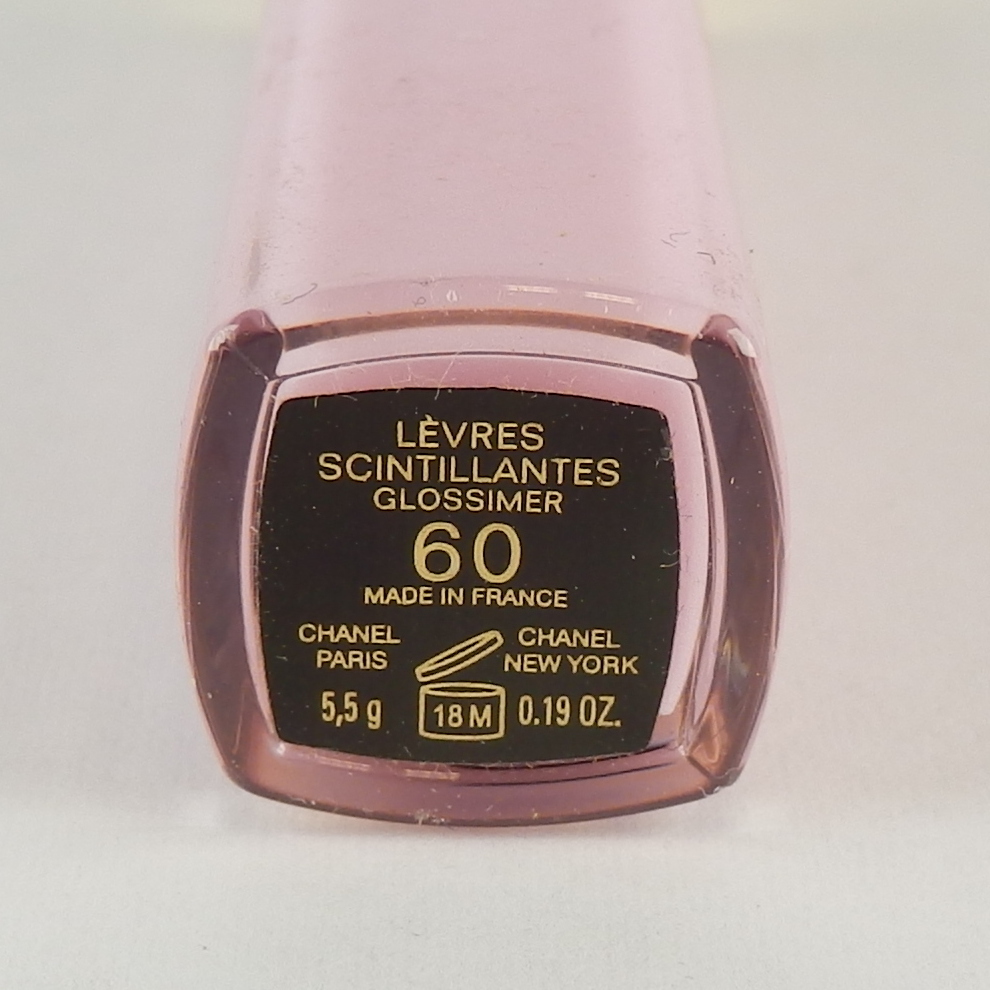 LÈVRES
SCINTILLANTES
GLOSSIMER
60
MADE IN FRANCE
CHANEL CHANEL
PARIS NEW YORK
5,5 g 18 M 0.19 OZ.